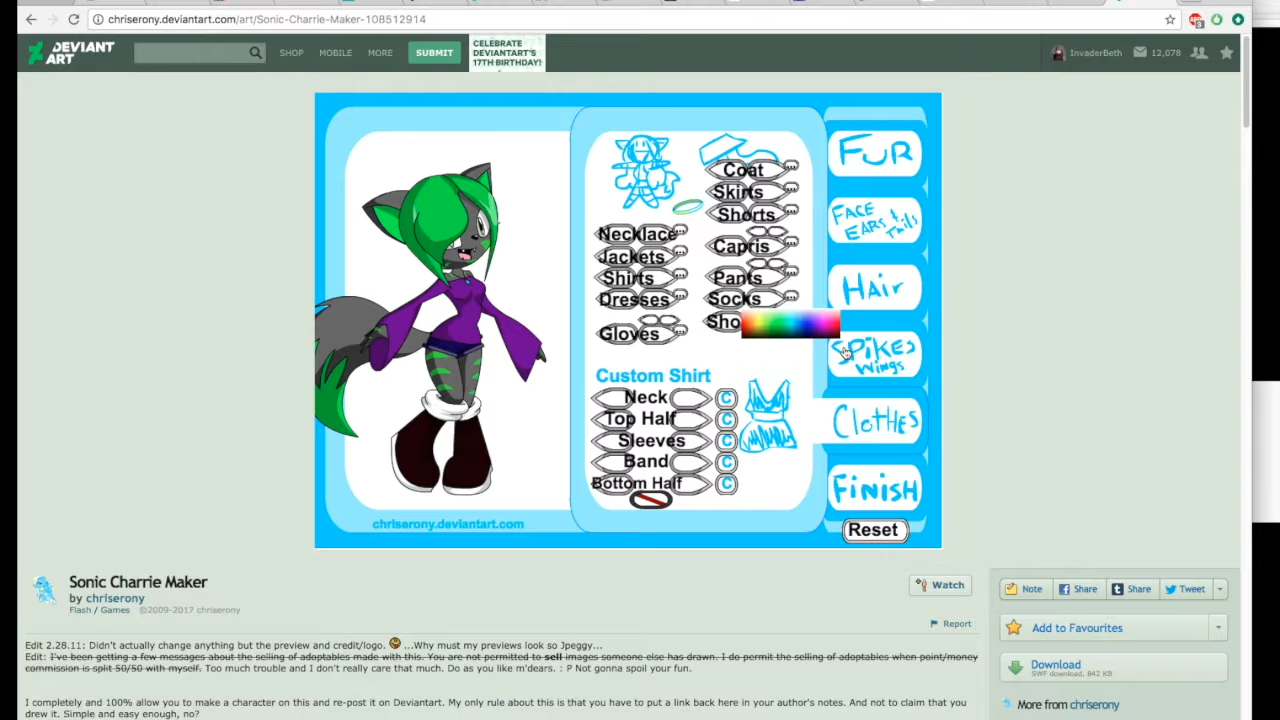 chriserony.deviantart.com/art/Sonic-Charrie-Maker-108512914
DEVIANT ART
SHOP
MOBILE
MORE
SUBMIT
CELEBRATE
DEVIANTART'S
17TH BIRTHDAY!
InvaderBeth
12,078
Coat
Skirts
Shorts
Necklace
Capris
Jackets
Shirts
Pants
Dresses
Socks
Sho
Gloves
Custom Shirt
Neck
C
Top Half
C
Sleeves
C
Band
C
Bottom Half
C
FUR
FACE
EARS & Tails
HAiR
SPiKES
WiNGS
ClOTHES
FiNiSH
Reset
chriserony.deviantart.com
Sonic Charrie Maker
by chriserony
Flash / Games ©2009-2017 chriserony
Watch
Report
Note
Share
Share
Tweet
Add to Favourites
Download
SWF download, 842 KB
More from chriserony
Edit 2.28.11: Didn't actually change anything but the preview and credit/logo. ...Why must my previews look so Jpeggy...
Edit: I've been getting a few messages about the selling of adoptables made with this. You are not permitted to sell images someone else has drawn. I do permit the selling of adoptables when point/money
commission is split 50/50 with myself. Too much trouble and I don't really care that much. Do as you like m'dears. : P Not gonna spoil your fun.
I completely and 100% allow you to make a character on this and re-post it on Deviantart. My only rule about this is that you have to put a link back here in your author's notes. And not to claim that you
drew it. Simple and easy enough, no?